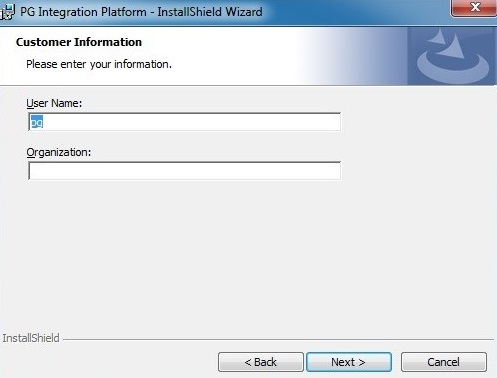 PG Integration Platform - InstallShield Wizard
Customer Information
Please enter your information.
User Name:
pg
Organization:
InstallShield
< Back
Next >
Cancel